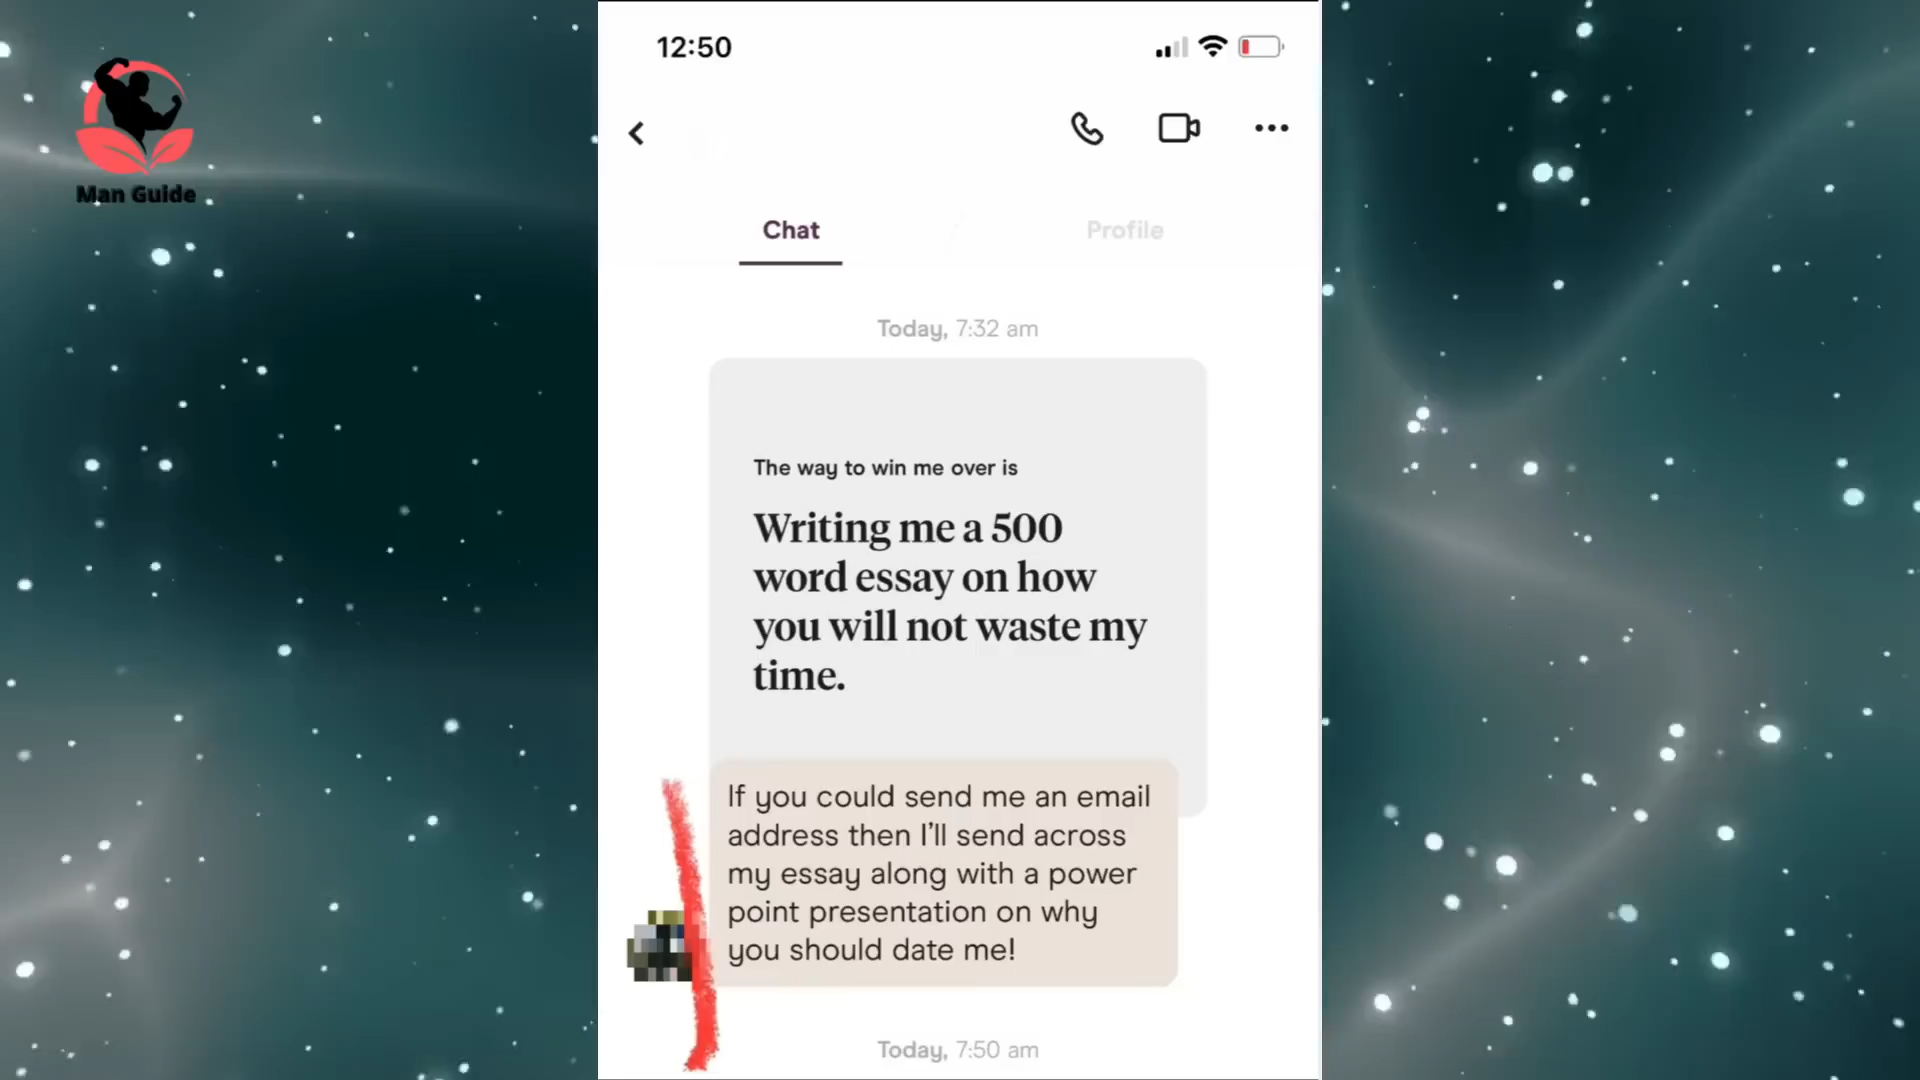 12:50
Man Guide
Chat
Profile
Today, 7:32 am
The way to win me over is
Writing me a 500
word essay on how
you will not waste my
time.
If you could send me an email
address then I'll send across
my essay along with a power
point presentation on why
you should date me!
Today, 7:50 am